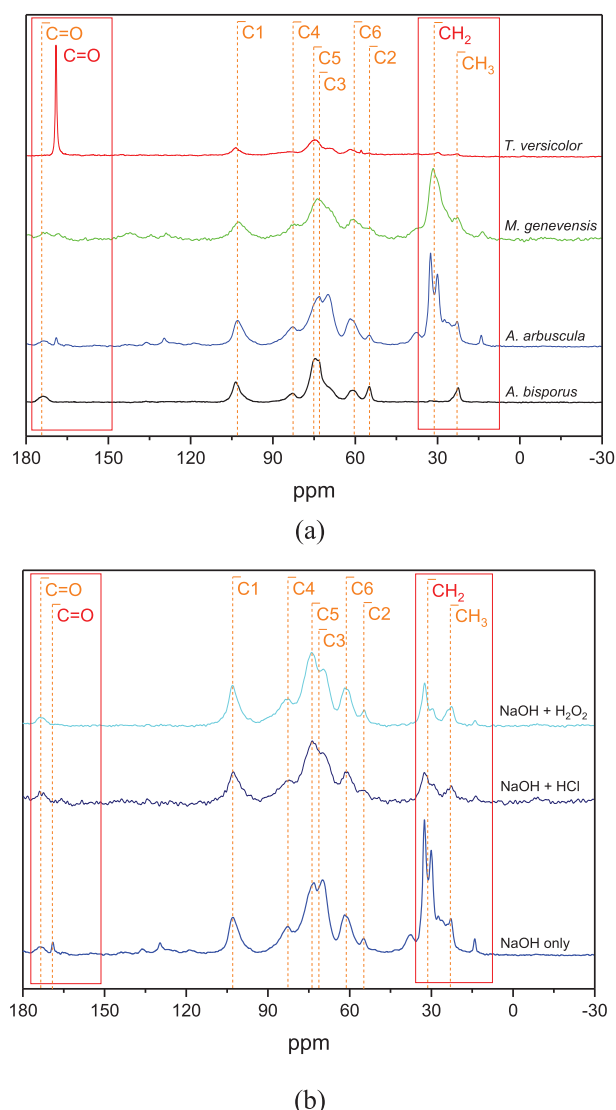 C=O
C=O
C1
C4
C5
C3
C6
C2
CH₂
CH₃
T. versicolor
M. genevensis
A. arbuscula
A. bisporus
180 150 120 90 60 30 0 -30
ppm
(a)
C=O
C=O
C1
C4
C5
C3
C6
C2
CH₂
CH₃
NaOH + H₂O₂
NaOH + HCl
NaOH only
180 150 120 90 60 30 0 -30
ppm
(b)